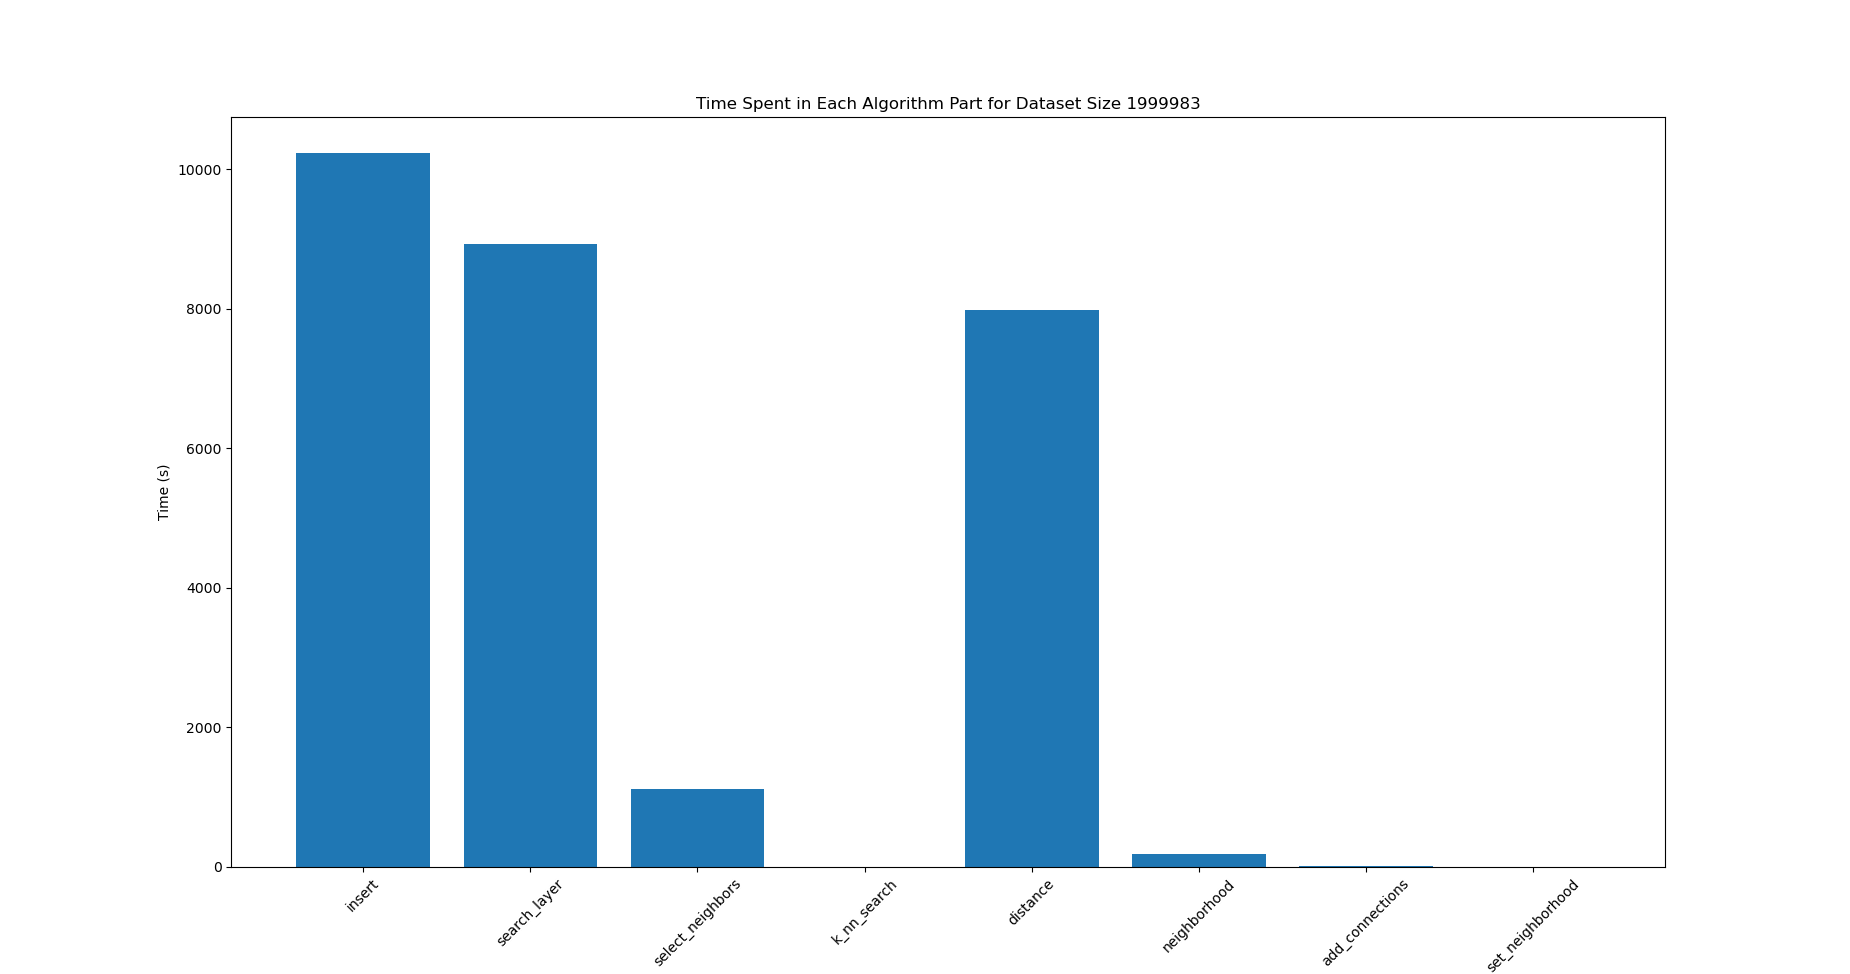 Time Spent in Each Algorithm Part for Dataset Size 1999983
10000
8000
6000
4000
2000
0
Time (s)
insert
search_layer
select_neighbors
k_nn_search
distance
neighborhood
add_connections
set_neighborhood